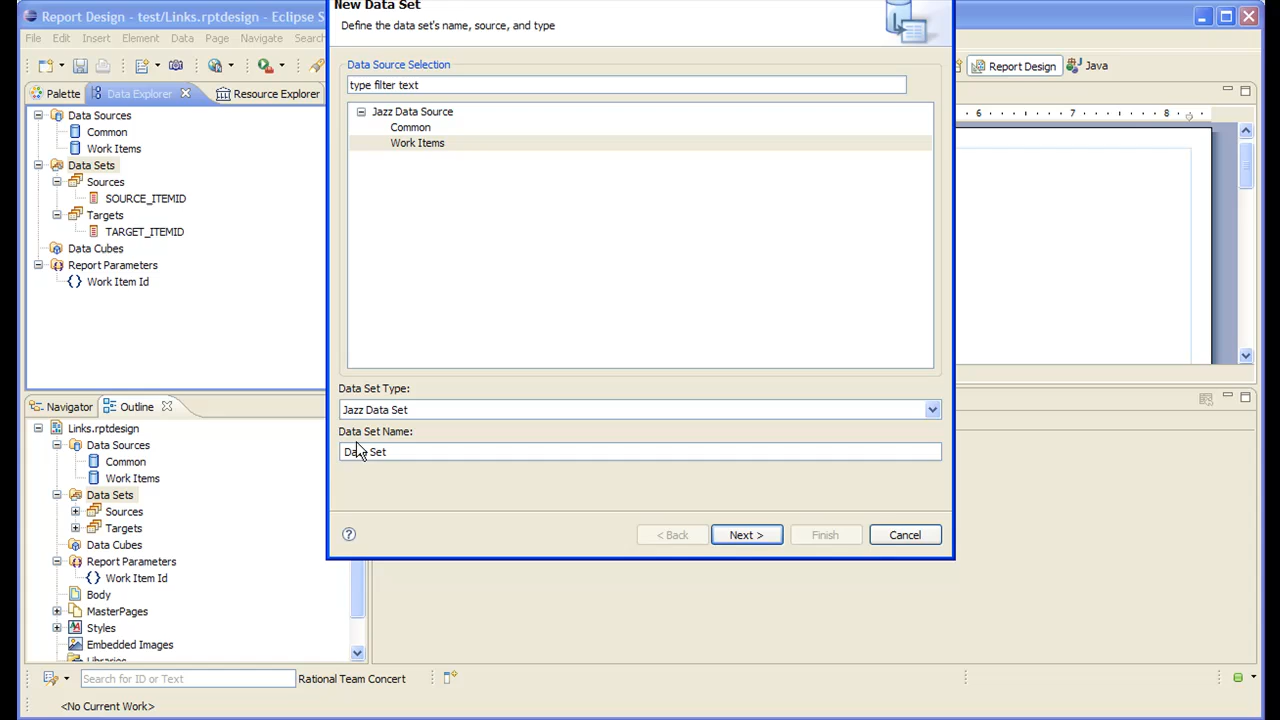 Report Design - test/Links.rptdesign - Eclipse S
New Data Set
Define the data set's name, source, and type
File Edit Insert Element Data Page Navigate Search
Report Design Java
Palette Data Explorer Resource Explorer
Data Sources
Common
Work Items
Data Sets
Sources
SOURCE_ITEMID
Targets
TARGET_ITEMID
Data Cubes
Report Parameters
Work Item Id
Data Source Selection
type filter text
Jazz Data Source
Common
Work Items
Data Set Type:
Jazz Data Set
Data Set Name:
Data Set
< Back Next > Finish Cancel
6 7 8
Navigator Outline
Links.rptdesign
Data Sources
Common
Work Items
Data Sets
Sources
Targets
Data Cubes
Report Parameters
Work Item Id
Body
MasterPages
Styles
Embedded Images
Libraries
Search for ID or Text Rational Team Concert
<No Current Work>